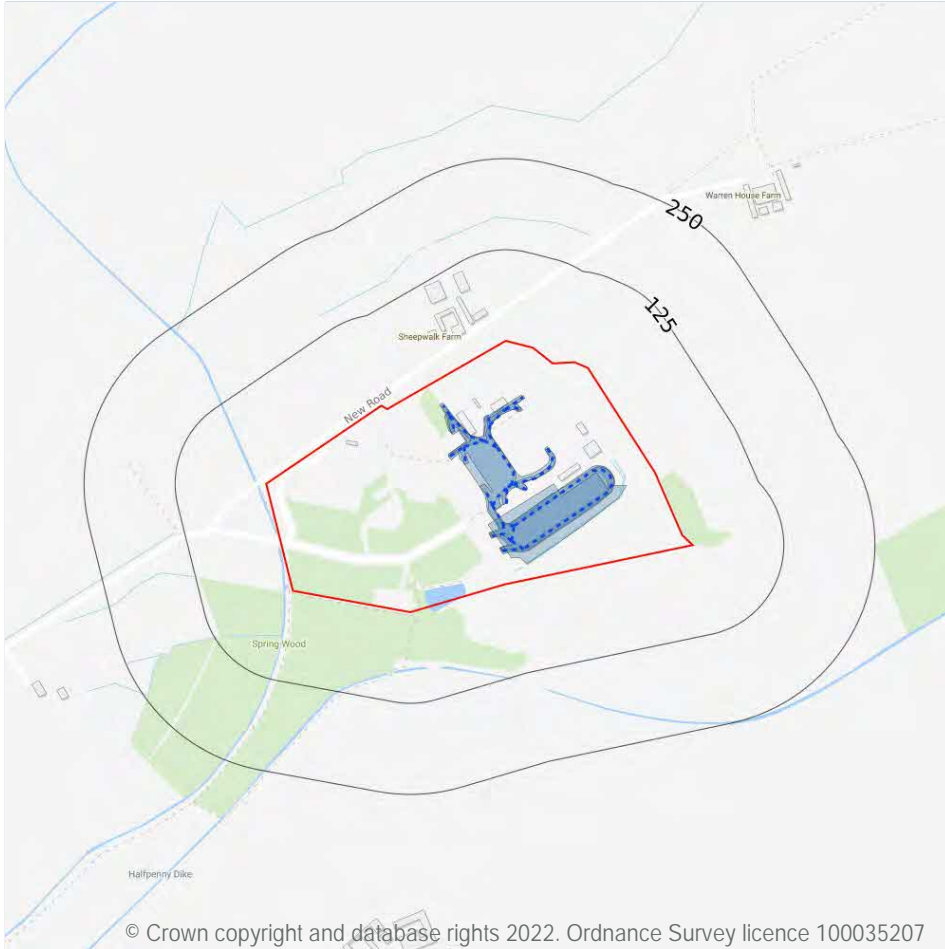 Warren House Farm
250
125
Sheepwalk Farm
New Road
Spring Wood
Halfpenny Dike
© Crown copyright and database rights 2022. Ordnance Survey licence 100035207